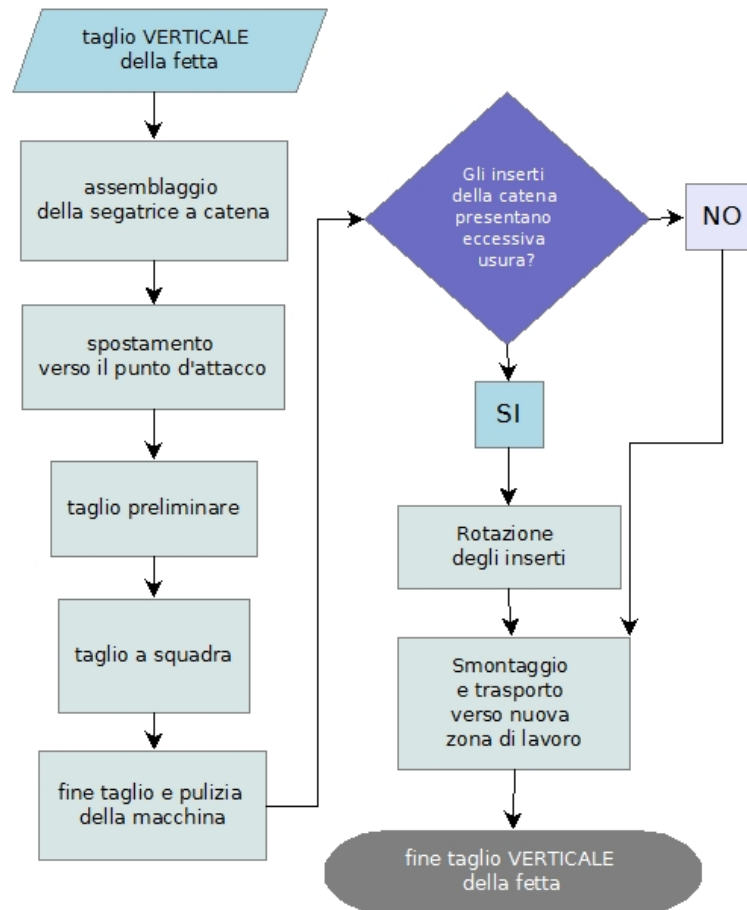 taglio VERTICALE
della fetta
assemblaggio
della segatrice a catena
spostamento
verso il punto d'attacco
taglio preliminare
taglio a squadra
fine taglio e pulizia
della macchina
Gli inserti
della catena
presentano
eccessiva
usura?
NO
SI
Rotazione
degli inserti
Smontaggio
e trasporto
verso nuova
zona di lavoro
fine taglio VERTICALE
della fetta